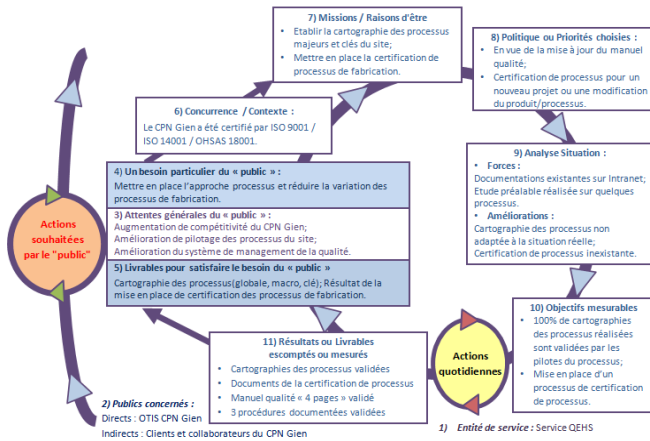 7) Missions / Raisons d'être
• Etablir la cartographie des processus
majeurs et clés du site;
• Mettre en place la certification de
processus de fabrication.
8) Politique ou Priorités choisies :
• En vue de la mise à jour du manuel
qualité;
• Certification de processus pour un
nouveau projet ou une modification
du produit/processus.
6) Concurrence / Contexte :
Le CPN Gien a été certifié par ISO 9001 /
ISO 14001 / OHSAS 18001.
9) Analyse Situation :
• Forces :
Documentations existantes sur Intranet;
Etude préalable réalisée sur quelques
processus.
• Améliorations :
Cartographie des processus non
adaptée à la situation réelle;
Certification de processus inexistante.
4) Un besoin particulier du « public » :
Mettre en place l'approche processus et réduire la variation des
processus de fabrication.
3) Attentes générales du « public » :
Augmentation de compétitivité du CPN Gien;
Amélioration de pilotage des processus du site;
Amélioration du système de management de la qualité.
5) Livrables pour satisfaire le besoin du « public »
Cartographie des processus(globale, macro, clé); Résultat de la
mise en place de certification des processus de fabrication.
Actions
souhaitées
par le "public"
10) Objectifs mesurables
• 100% de cartographies
des processus réalisées
sont validées par les
pilotes du processus;
• Mise en place d'un
processus de certification
de processus.
11) Résultats ou Livrables
escomptés ou mesurés
• Cartographies des processus validées
• Documents de la certification de processus
• Manuel qualité « 4 pages » validé
• 3 procédures documentées validées
Actions
quotidiennes
2) Publics concernés :
Directs : OTIS CPN Gien
Indirects : Clients et collaborateurs du CPN Gien
1) Entité de service : Service QEHS